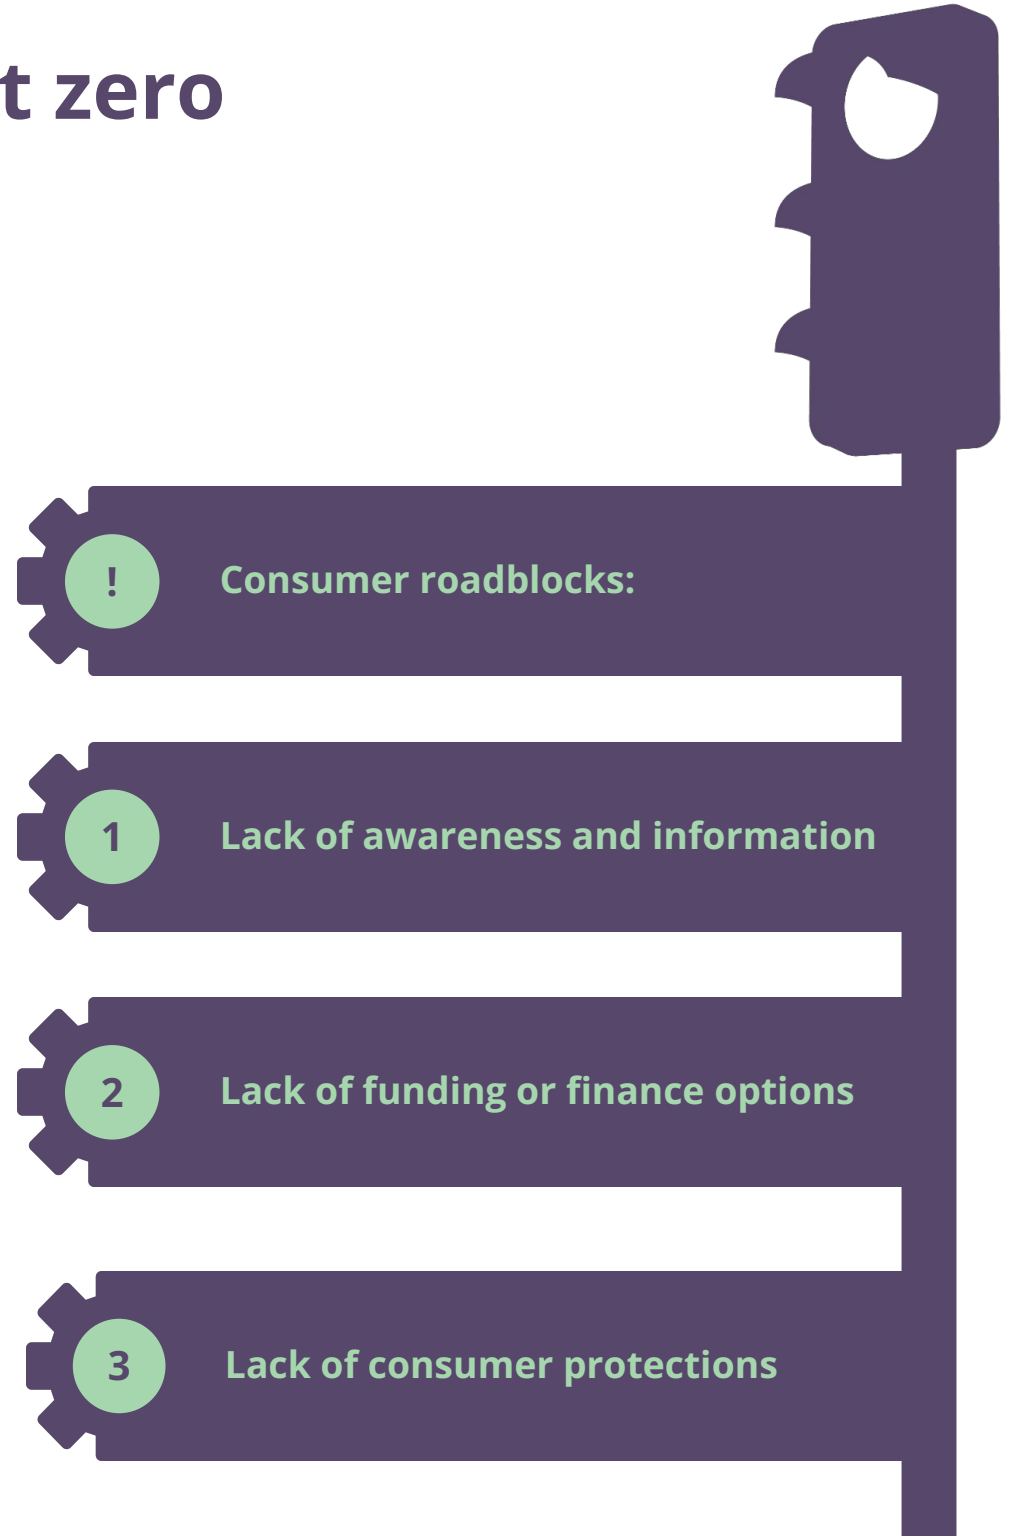 t zero
! Consumer roadblocks:
1 Lack of awareness and information
2 Lack of funding or finance options
3 Lack of consumer protections